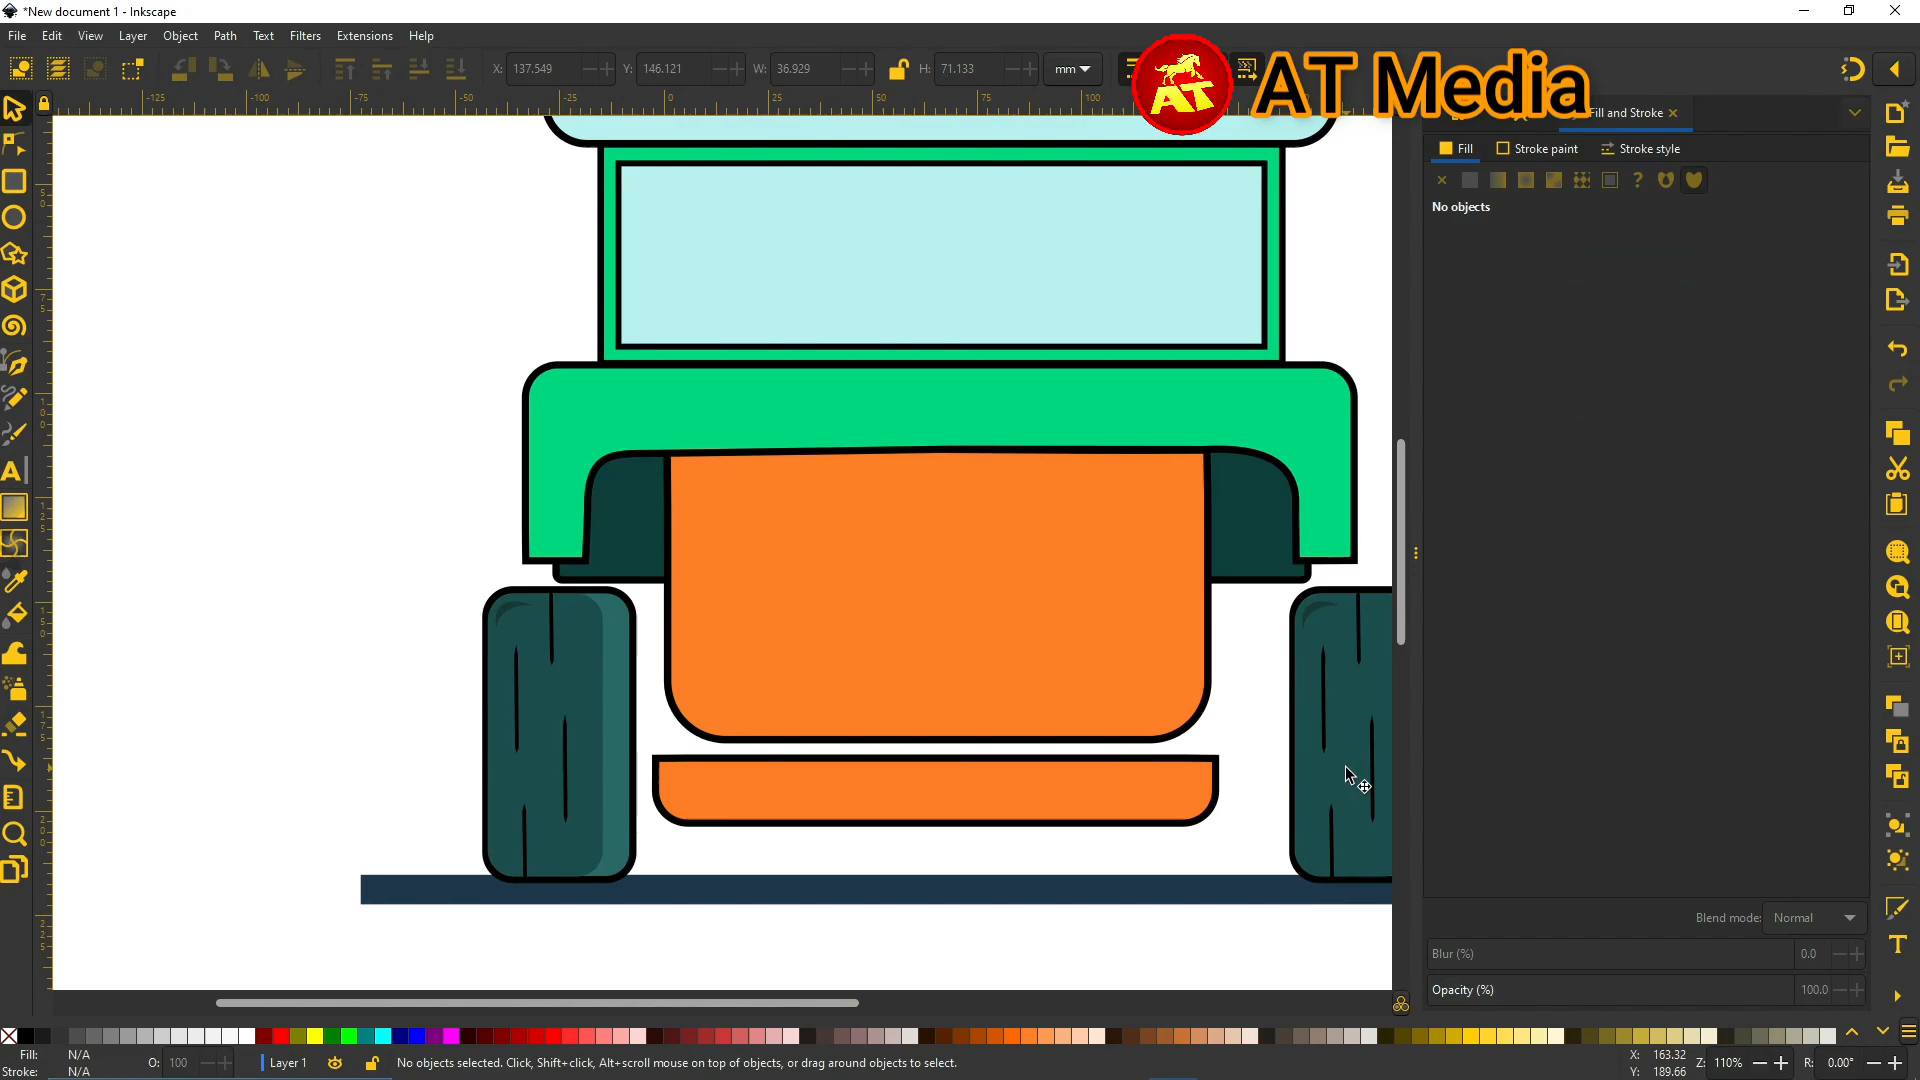 *New document 1 - Inkscape
File Edit View Layer Object Path Text Filters Extensions Help
X: 137.549 Y: 146.121 W: 36.929 H: 71.133 mm
AT
AT Media
-125 -100 -75 -50 -25 0 25 50 75 100
Fill and Stroke
Fill Stroke paint Stroke style
?
No objects
Blend mode: Normal
Blur (%) 0.0
Opacity (%) 100.0
Fill: N/A
Stroke: N/A
O: 100
Layer 1
No objects selected. Click, Shift+click, Alt+scroll mouse on top of objects, or drag around objects to select.
X: 163.32
Y: 189.66
Z: 110%
R: 0.00°